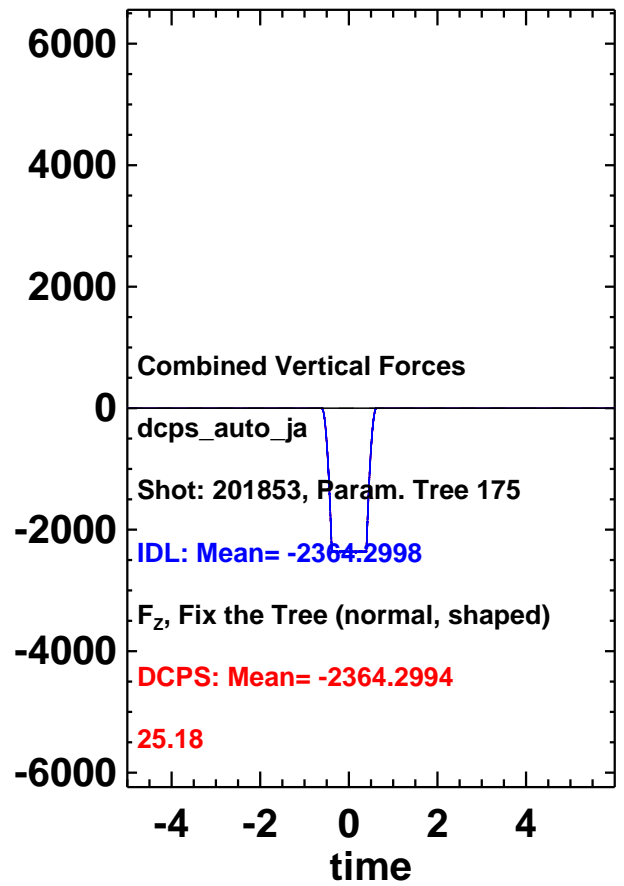 6000
4000
2000
Combined Vertical Forces
0
dcps_auto_ja
Shot: 201853, Param. Tree 175
-2000
IDL: Mean= -2364.2998
F_Z, Fix the Tree (normal, shaped)
-4000
DCPS: Mean= -2364.2994
25.18
-6000
-4 -2 0 2 4
time